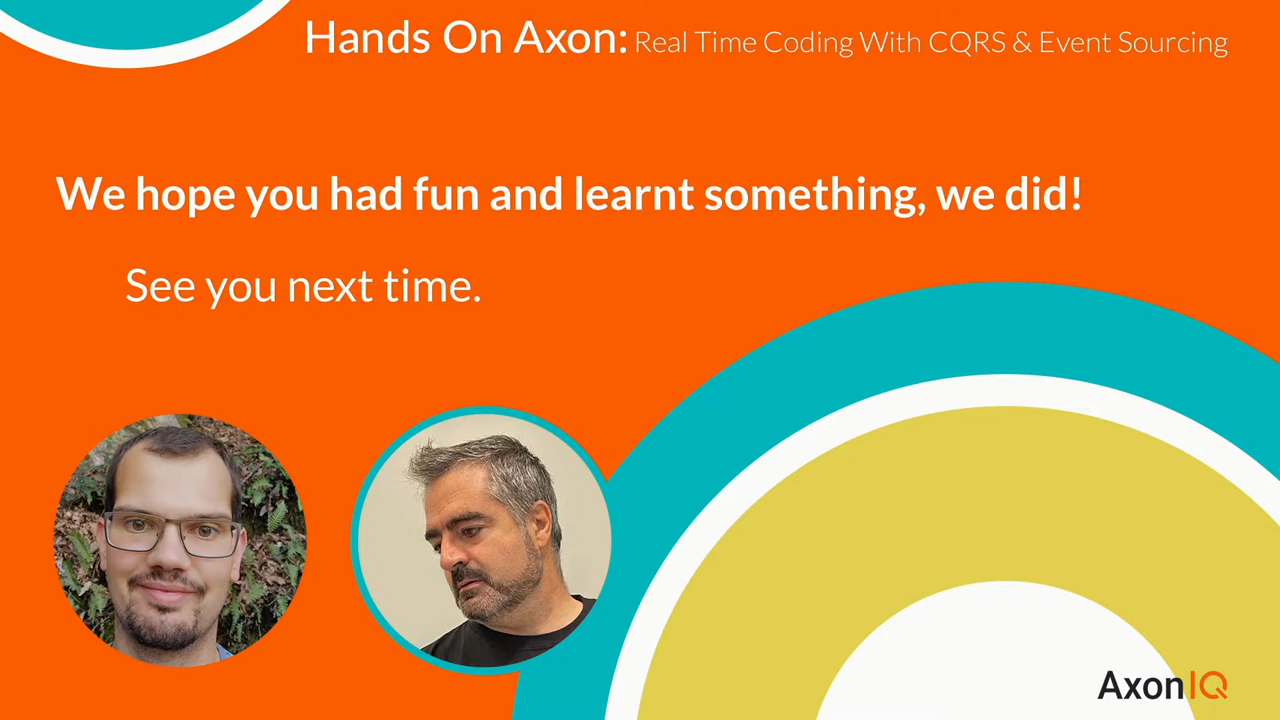 Hands On Axon: Real Time Coding With CQRS & Event Sourcing
We hope you had fun and learnt something, we did!
See you next time.
AxonIQ